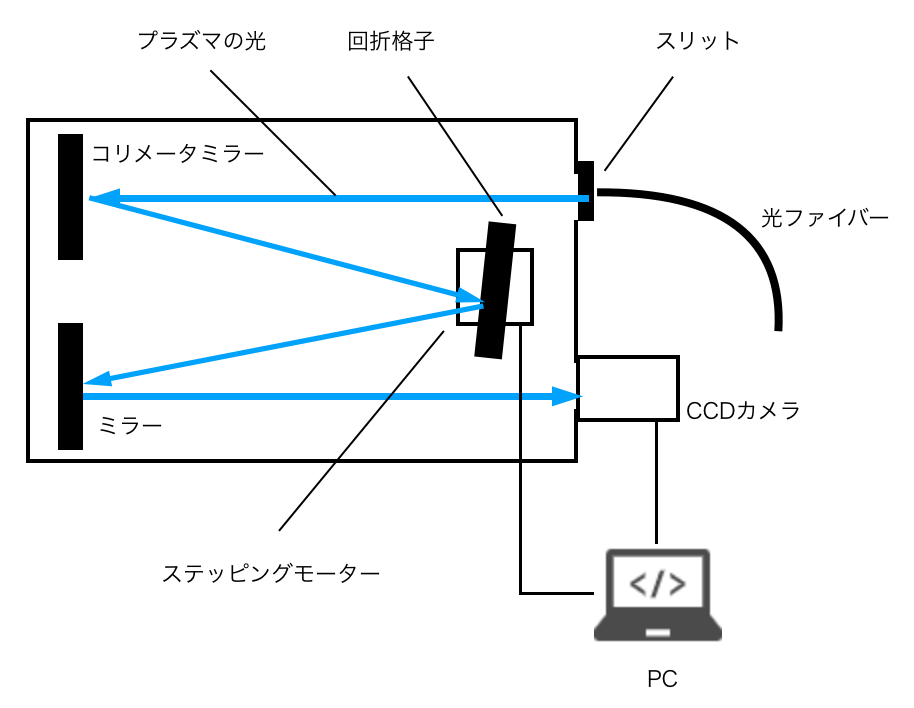 プラズマの光
回折格子
スリット
コリメータミラー
光ファイバー
CCDカメラ
ミラー
ステッピングモーター
</>
PC